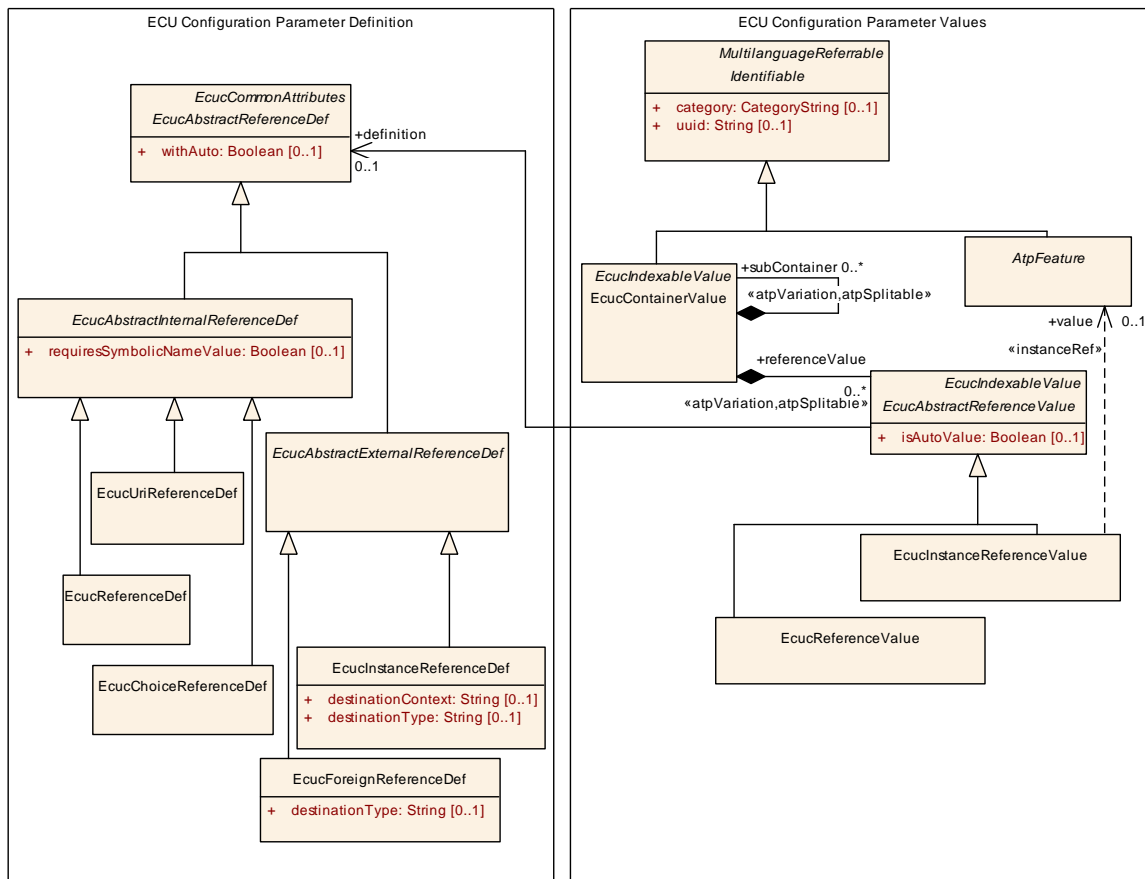 ECU Configuration Parameter Definition
EcucCommonAttributes
EcucAbstractReferenceDef
+ withAuto: Boolean [0..1]
+definition
0..1
EcucAbstractInternalReferenceDef
+ requiresSymbolicNameValue: Boolean [0..1]
EcucAbstractExternalReferenceDef
EcucUriReferenceDef
EcucReferenceDef
EcucChoiceReferenceDef
EcucInstanceReferenceDef
+ destinationContext: String [0..1]
+ destinationType: String [0..1]
EcucForeignReferenceDef
+ destinationType: String [0..1]
ECU Configuration Parameter Values
MultilanguageReferrable
Identifiable
+ category: CategoryString [0..1]
+ uuid: String [0..1]
AtpFeature
EcucIndexableValue
EcucContainerValue
+subContainer 0..*
«atpVariation,atpSplitable»
+value 0..1
«instanceRef»
+referenceValue
0..*
«atpVariation,atpSplitable»
EcucIndexableValue
EcucAbstractReferenceValue
+ isAutoValue: Boolean [0..1]
EcucInstanceReferenceValue
EcucReferenceValue